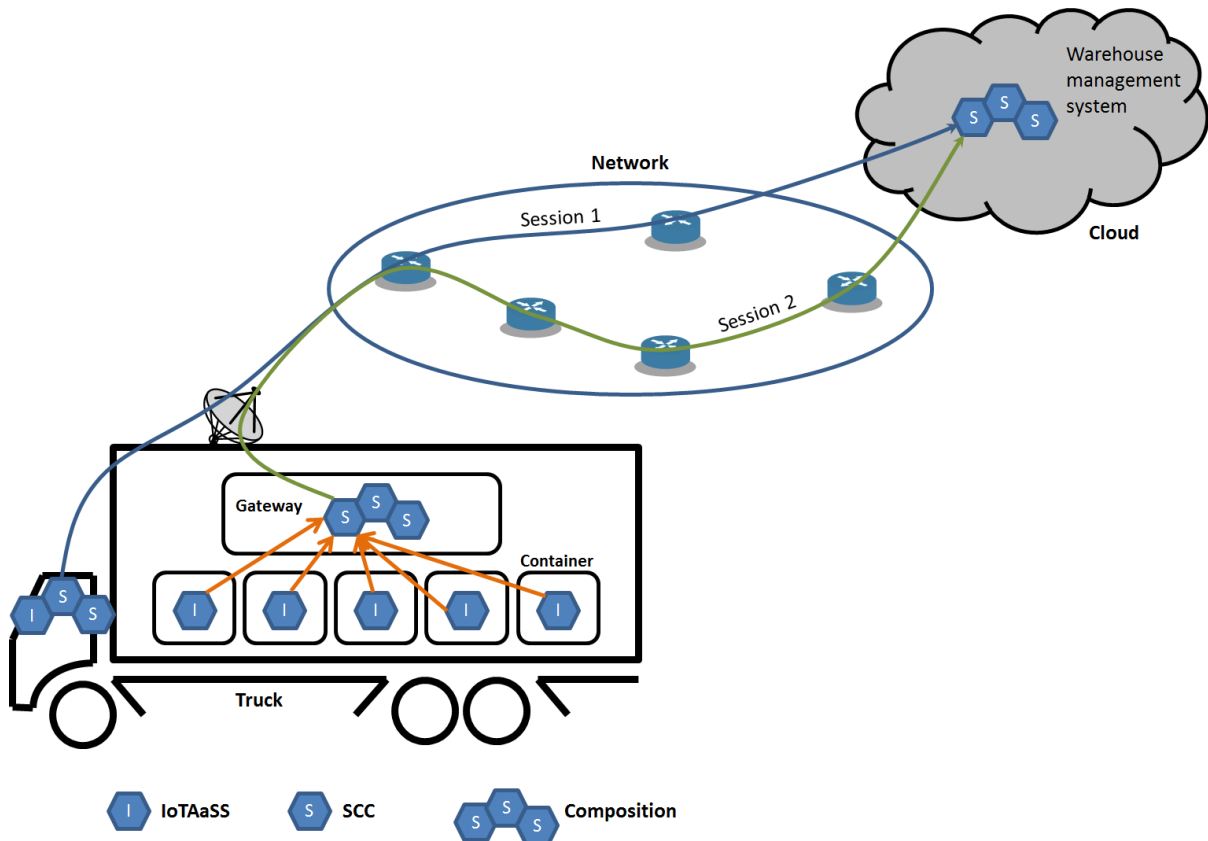 Warehouse
management
system
S
S
S
Network
Session 1
Cloud
Session 2
Gateway
S
S
S
Container
I
S
S
I
I
I
I
I
Truck
I IoTAaSS
S SCC
S S S Composition